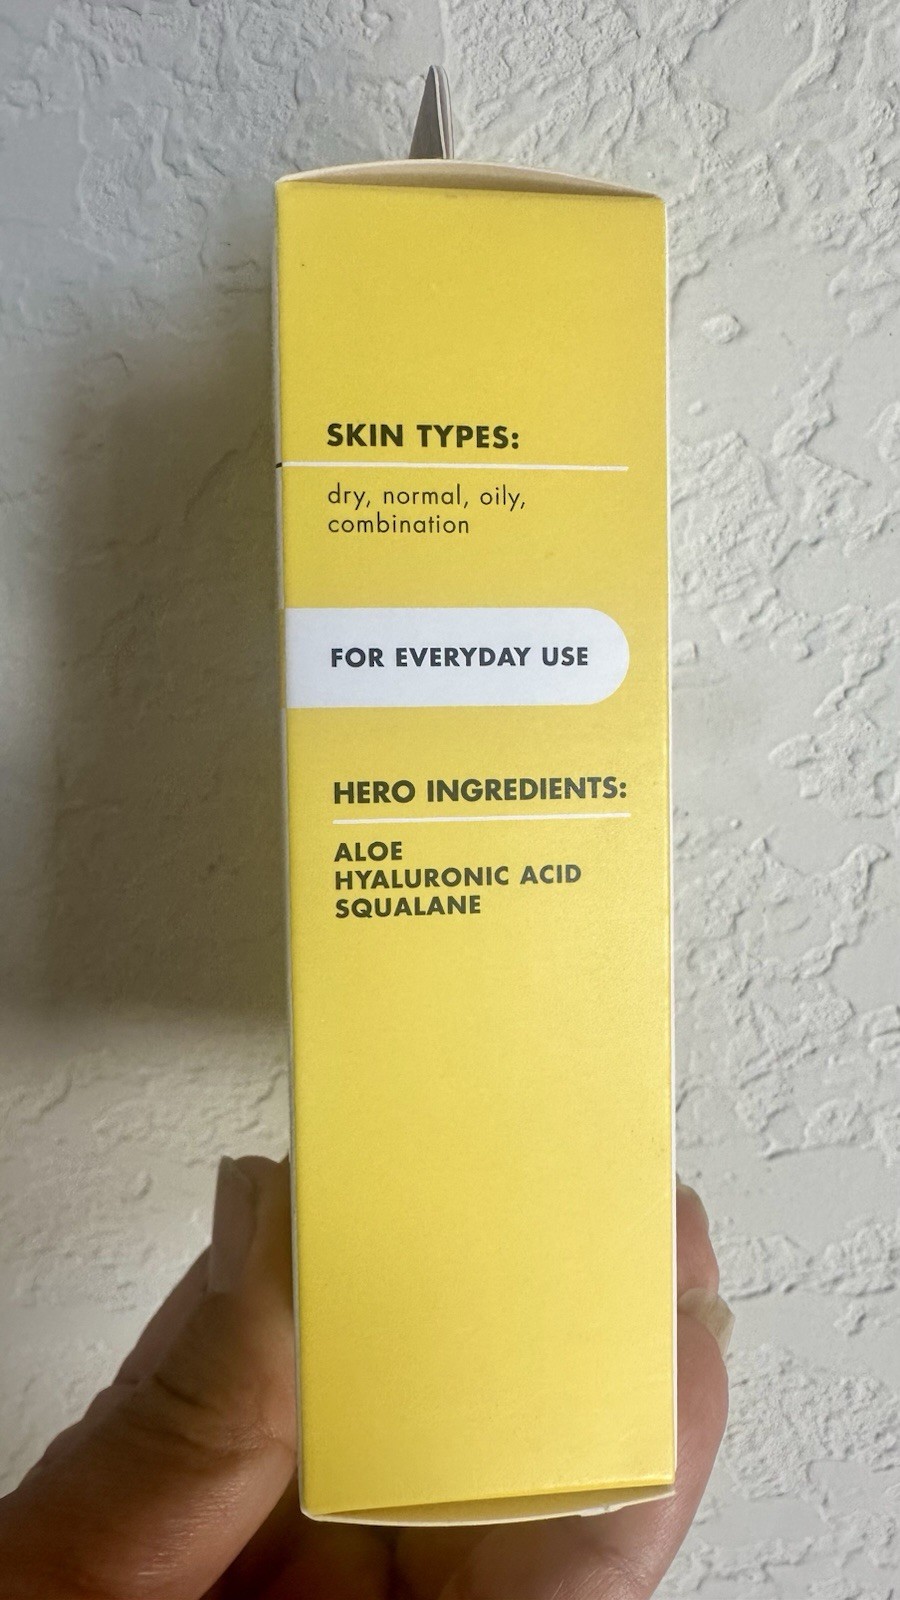 SKIN TYPES:
dry, normal, oily,
combination
FOR EVERYDAY USE
HERO INGREDIENTS:
ALOE
HYALURONIC ACID
SQUALANE